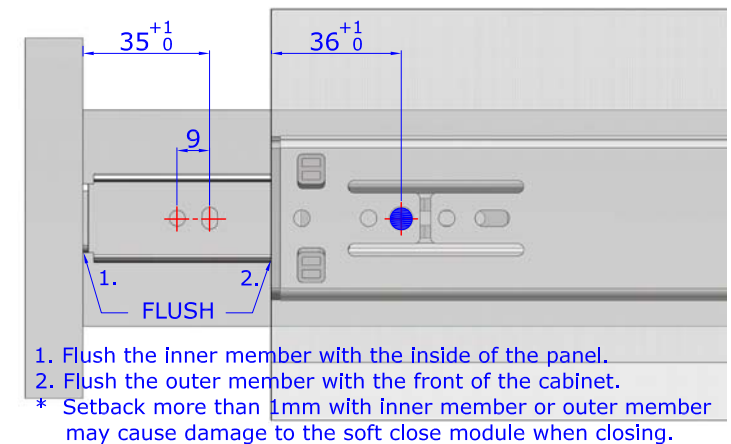 35 +1 0
36 +1 0
9
1.
2.
FLUSH
1. Flush the inner member with the inside of the panel.
2. Flush the outer member with the front of the cabinet.
* Setback more than 1mm with inner member or outer member
may cause damage to the soft close module when closing.